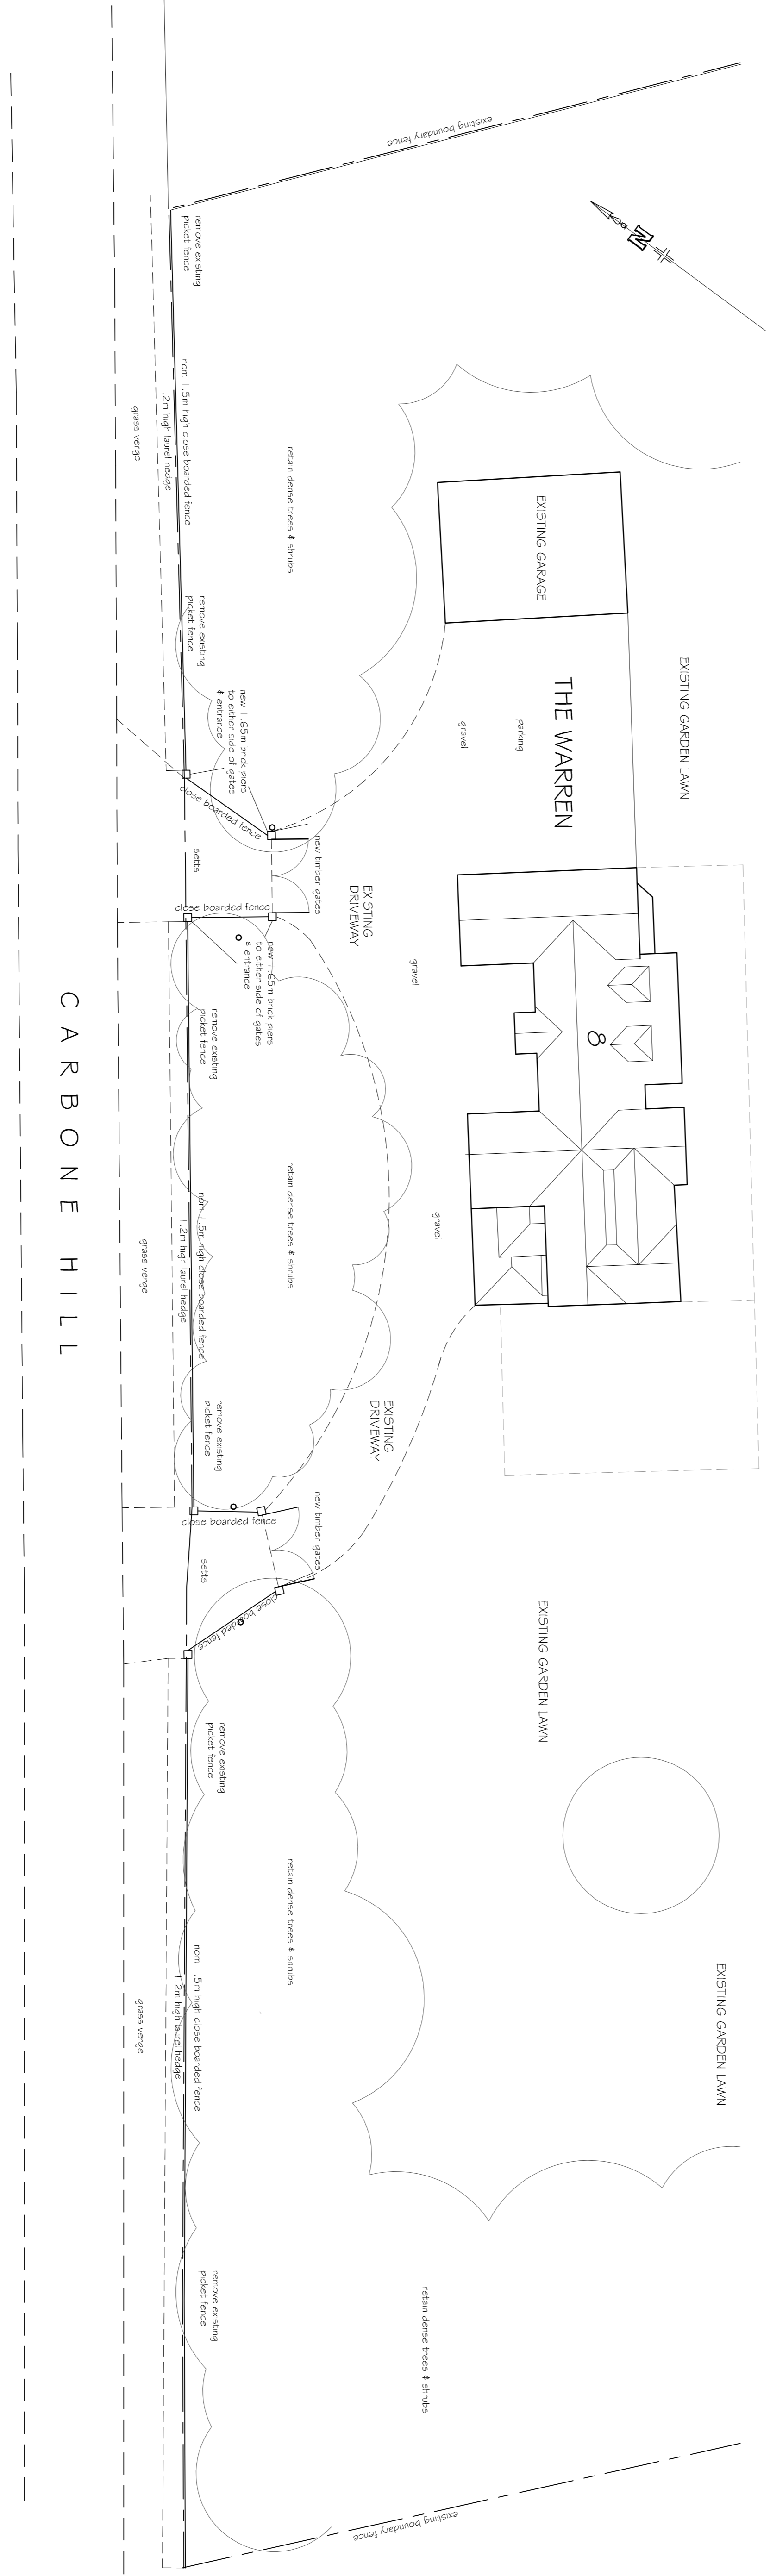 existing boundary fence
N
remove existing
picket fence
nom 1.5m high close boarded fence
1.2m high laurel hedge
grass verge
retain dense trees & shrubs
EXISTING GARAGE
remove existing
picket fence
EXISTING GARDEN LAWN
THE WARREN
parking
gravel
new 1.65m brick piers
to either side of gates
& entrance
close boarded fence
new timber gates
setts
close boarded fence
EXISTING
DRIVEWAY
new 1.65m brick piers
to either side of gates
& entrance
gravel
8
CARBONE HILL
remove existing
picket fence
retain dense trees & shrubs
nom 1.5m high close boarded fence
1.2m high laurel hedge
grass verge
gravel
remove existing
picket fence
EXISTING
DRIVEWAY
new timber gates
close boarded fence
setts
close boarded fence
EXISTING GARDEN LAWN
remove existing
picket fence
retain dense trees & shrubs
nom 1.5m high close boarded fence
1.2m high laurel hedge
grass verge
EXISTING GARDEN LAWN
remove existing
picket fence
retain dense trees & shrubs
existing boundary fence